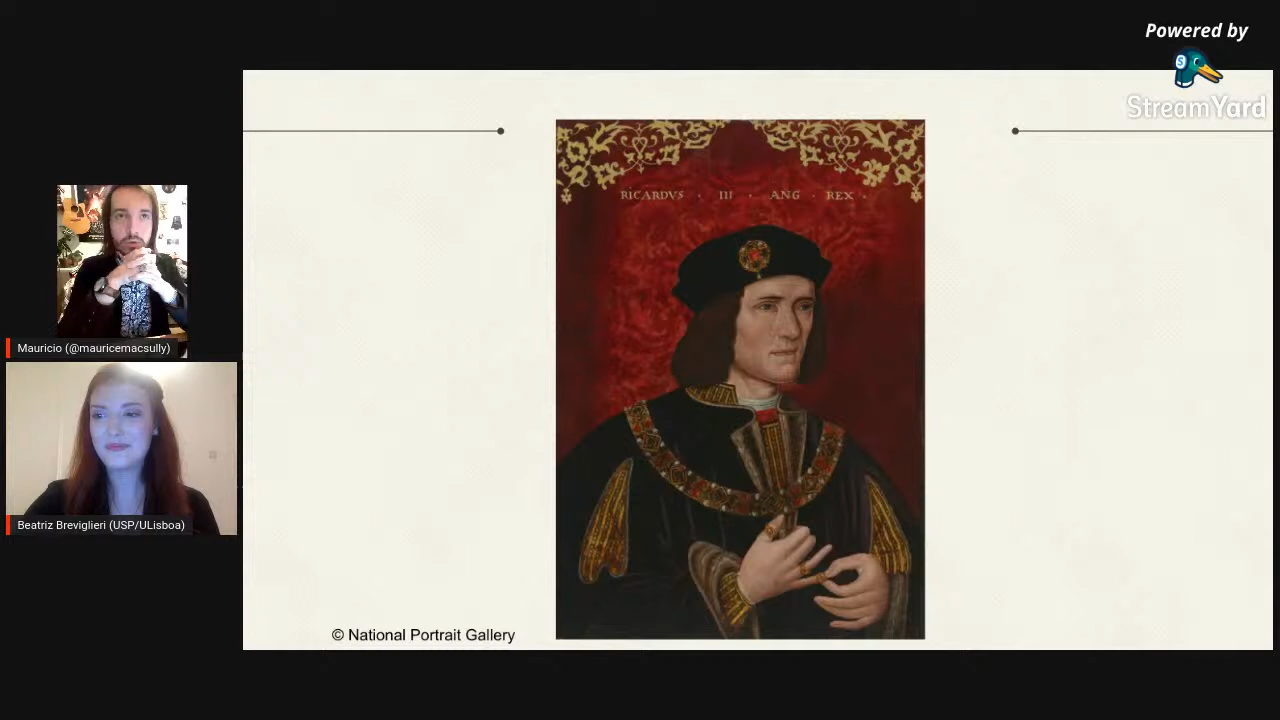 Powered by
StreamYard
RICARDVS · III · ANG · REX ·
Mauricio (@mauricemacsully)
Beatriz Breviglieri (USP/ULisboa)
© National Portrait Gallery